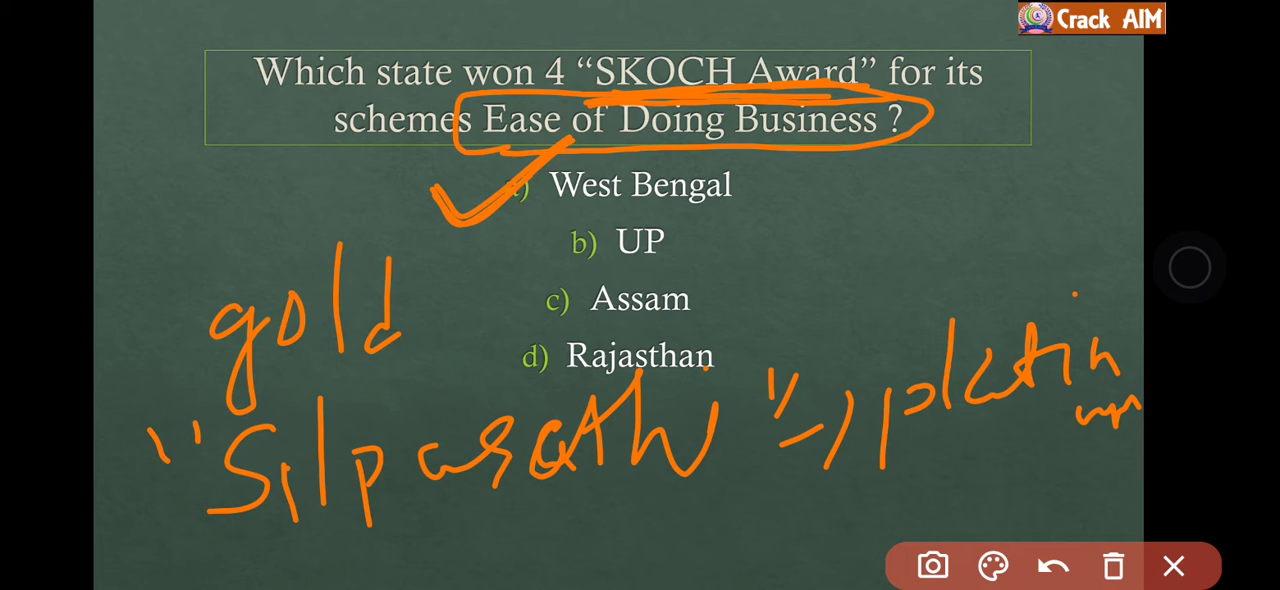 Crack AIM
Which state won 4 “SKOCH Award” for its
schemes Ease of Doing Business ?
a) West Bengal
b) UP
c) Assam
d) Rajasthan
gold
"Silpasathi" → platinum